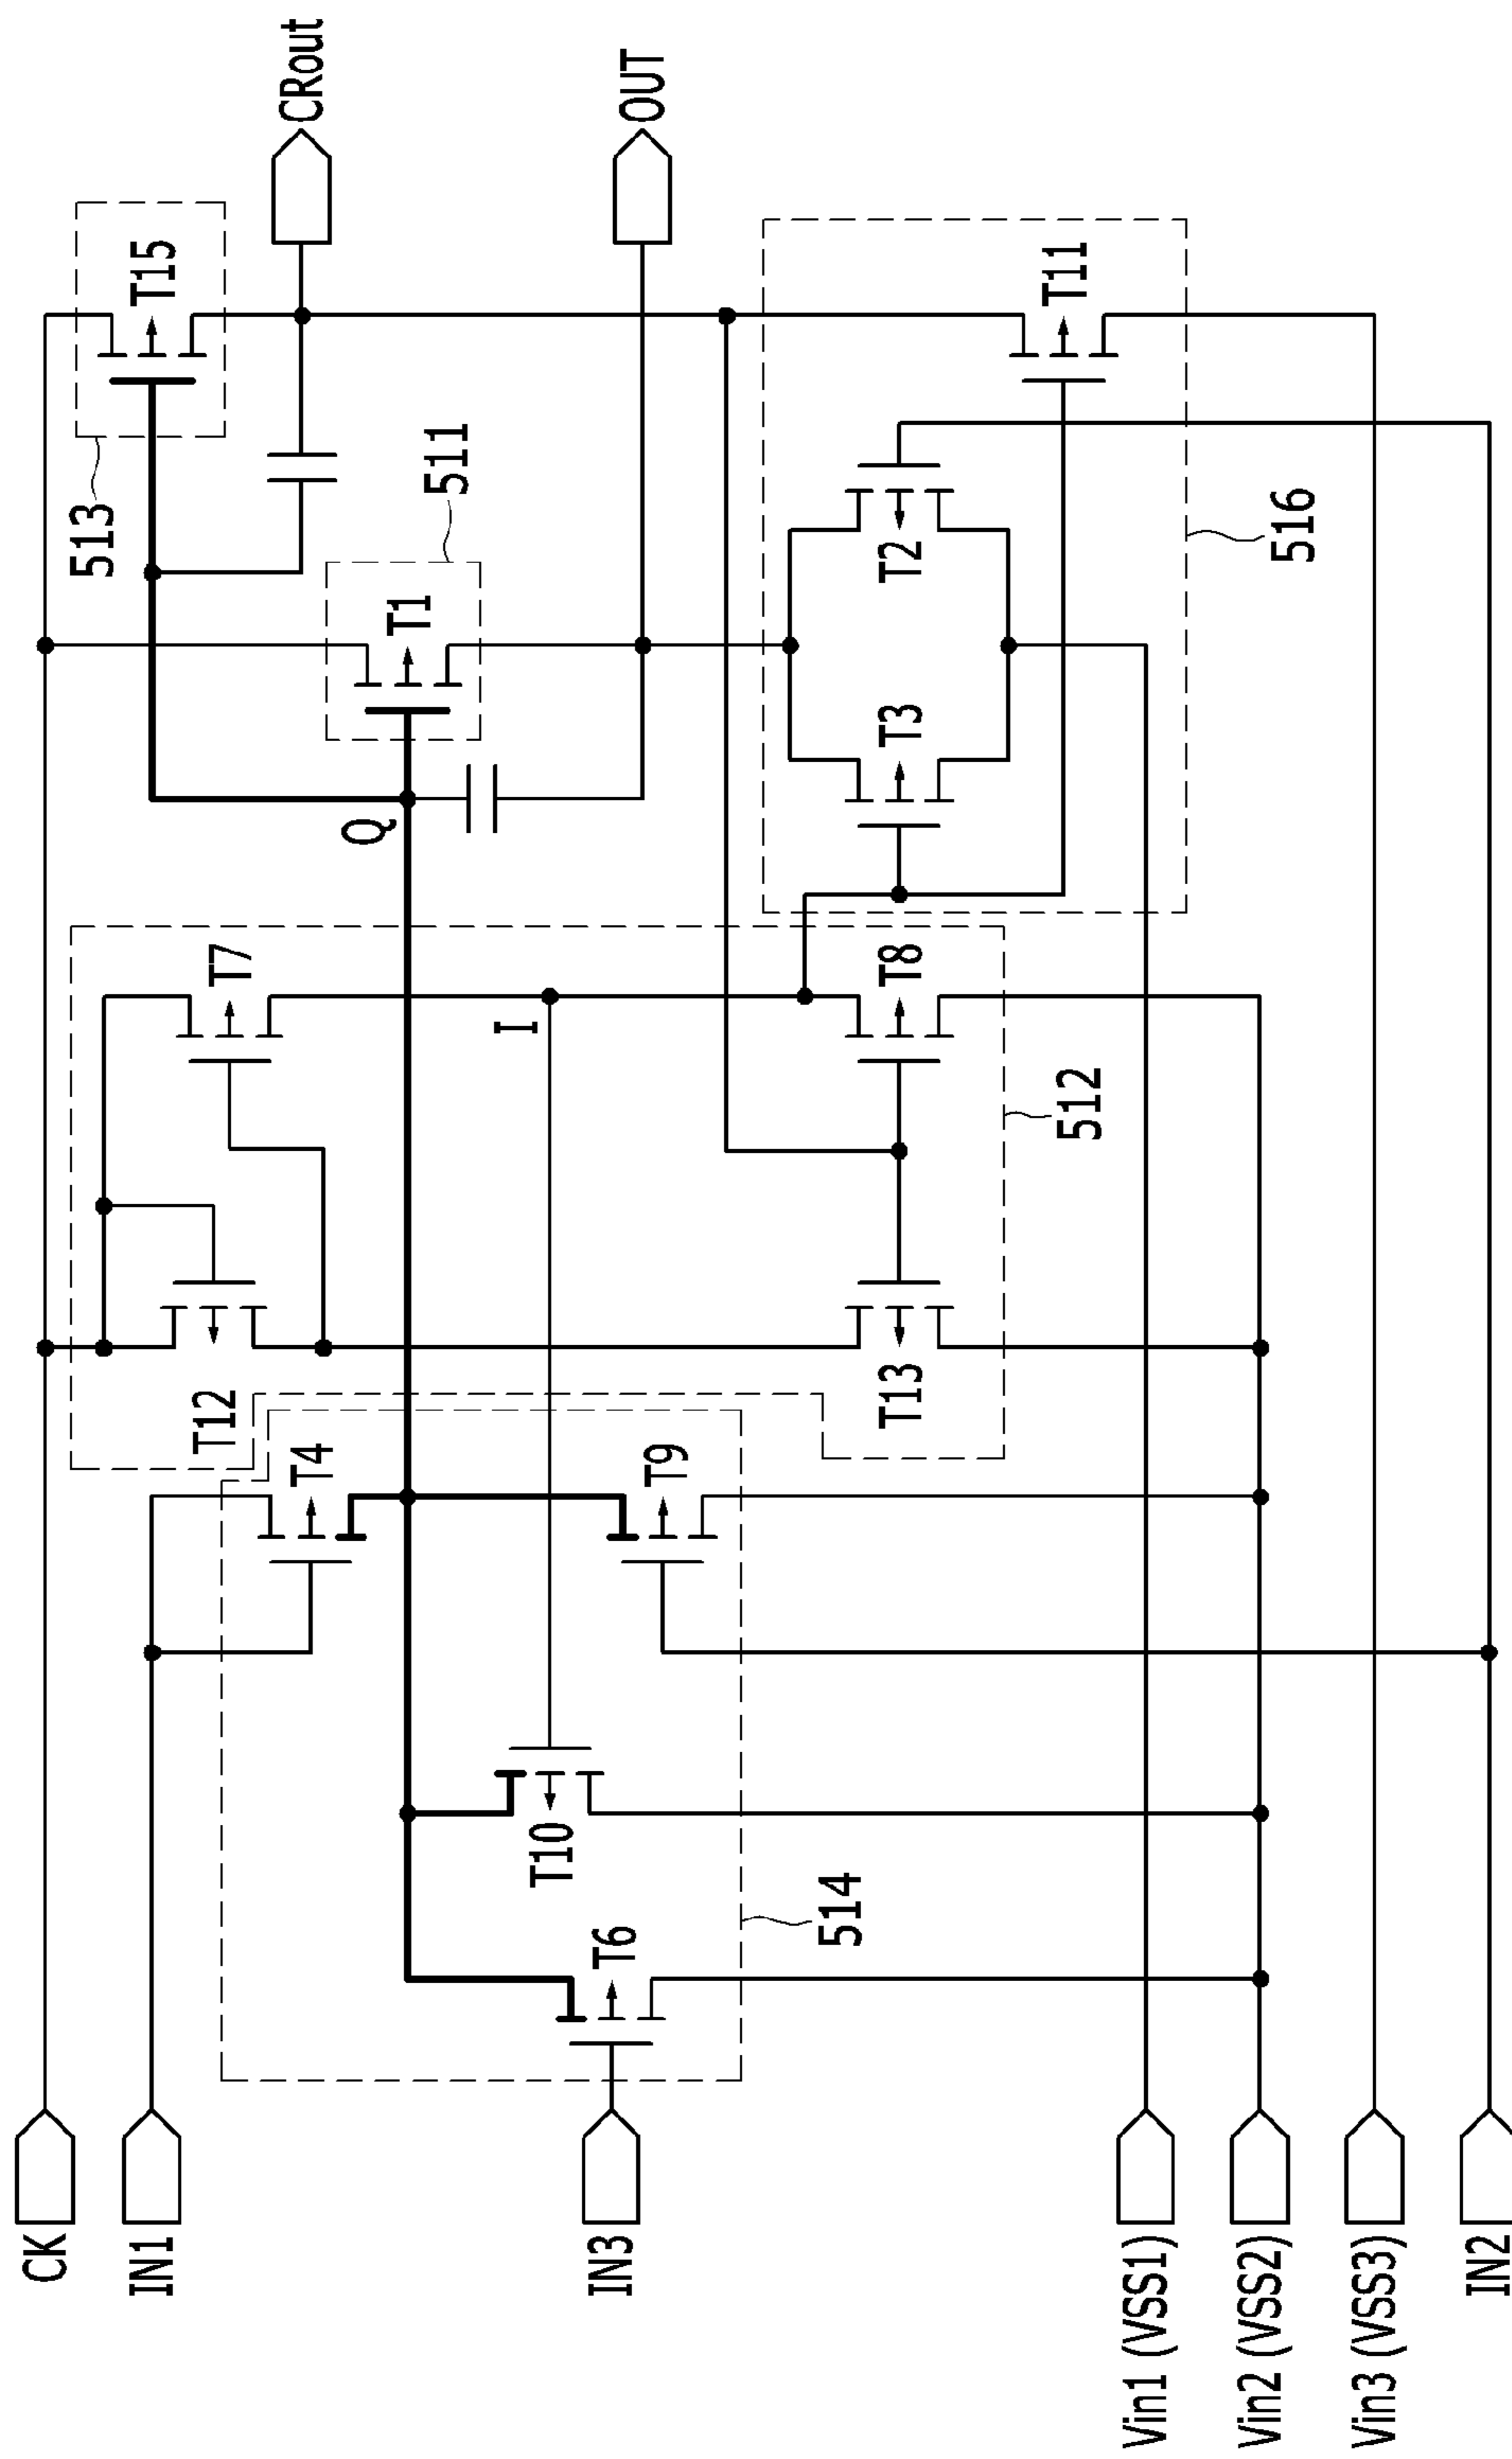 CK
IN1
IN3
Vin1 (VSS1)
Vin2 (VSS2)
Vin3 (VSS3)
IN2
T12
T7
T4
T9
T10
T6
514
I
T13
T8
512
Q
T1
511
T15
513
T3
T2
T11
516
CRout
OUT